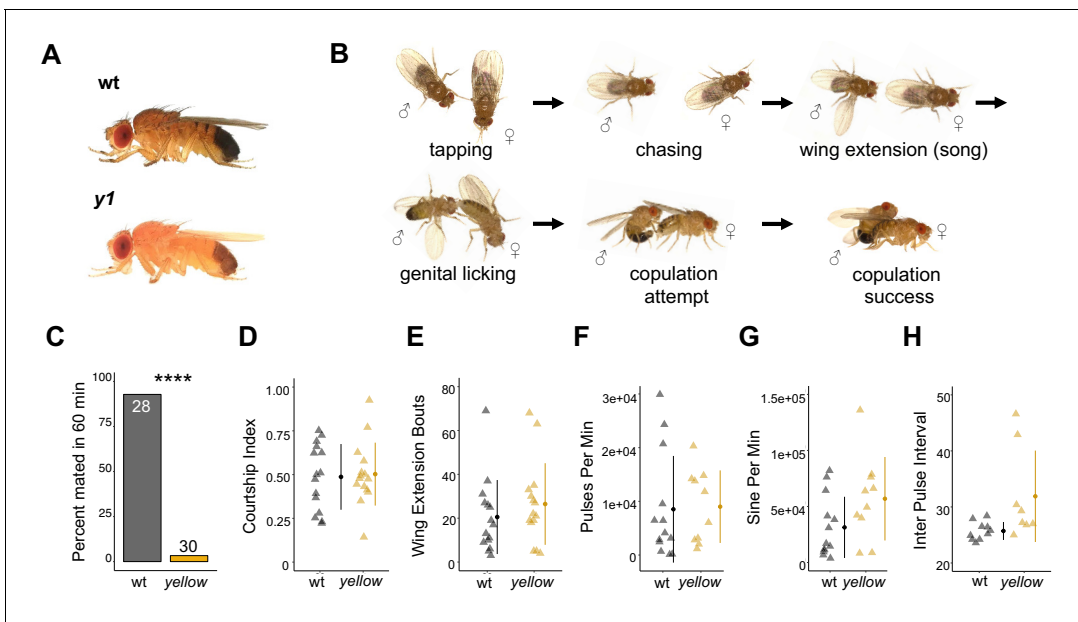 A
wt
y1
B
♂ ♀ ♂ ♀ ♂ ♀
tapping chasing wing extension (song)
♂ ♀ ♂ ♀ ♂ ♀
genital licking copulation attempt copulation success
C
Percent mated in 60 min
100
75
50
25
0
****
28
30
wt yellow
D
Courtship Index
1.00
0.75
0.50
0.25
0
wt yellow
E
Wing Extension Bouts
80
60
40
20
0
wt yellow
F
Pulses Per Min
3e+04
2e+04
1e+04
0
wt yellow
G
Sine Per Min
1.5e+05
1e+05
5e+04
0
wt yellow
H
Inter Pulse Interval
50
40
30
20
10
wt yellow